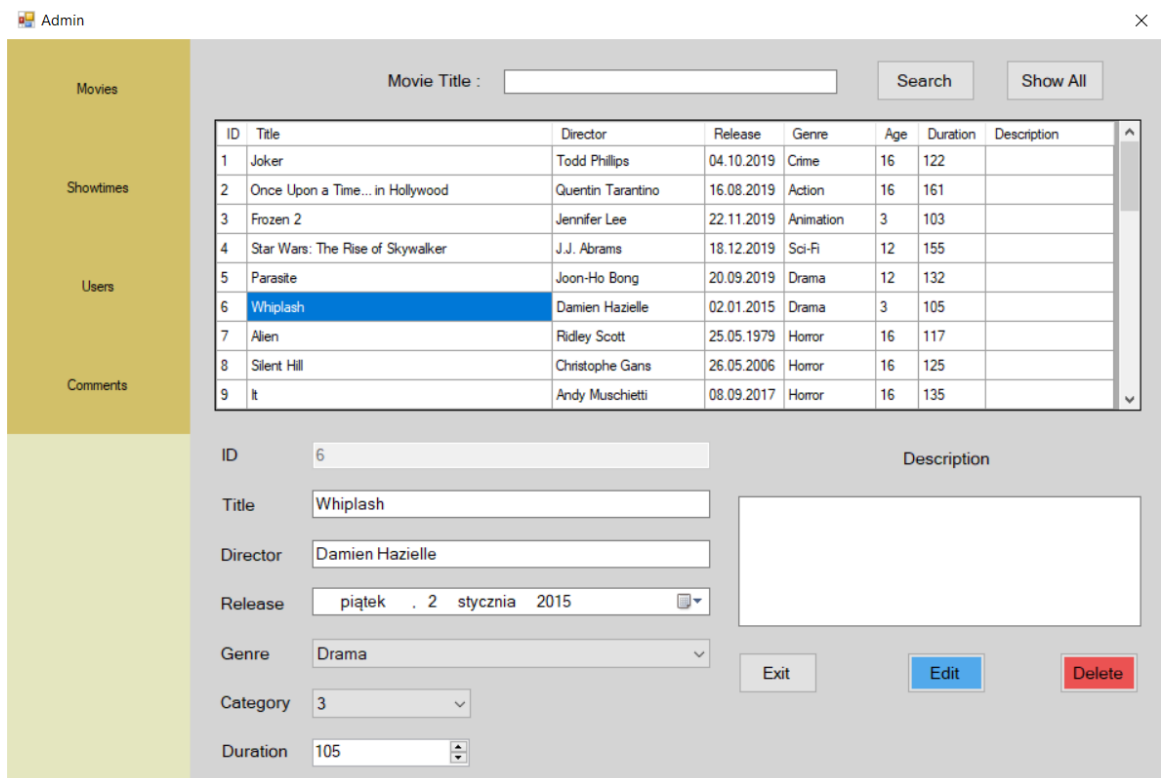 Admin
Movies
Showtimes
Users
Comments
Movie Title : Search Show All
ID Title Director Release Genre Age Duration Description
1 Joker Todd Phillips 04.10.2019 Crime 16 122
2 Once Upon a Time... in Hollywood Quentin Tarantino 16.08.2019 Action 16 161
3 Frozen 2 Jennifer Lee 22.11.2019 Animation 3 103
4 Star Wars: The Rise of Skywalker J.J. Abrams 18.12.2019 Sci-Fi 12 155
5 Parasite Joon-Ho Bong 20.09.2019 Drama 12 132
6 Whiplash Damien Hazielle 02.01.2015 Drama 3 105
7 Alien Ridley Scott 25.05.1979 Horror 16 117
8 Silent Hill Christophe Gans 26.05.2006 Horror 16 125
9 It Andy Muschietti 08.09.2017 Horror 16 135
ID 6
Title Whiplash
Director Damien Hazielle
Release piątek , 2 stycznia 2015
Genre Drama
Category 3
Duration 105
Description
Exit Edit Delete